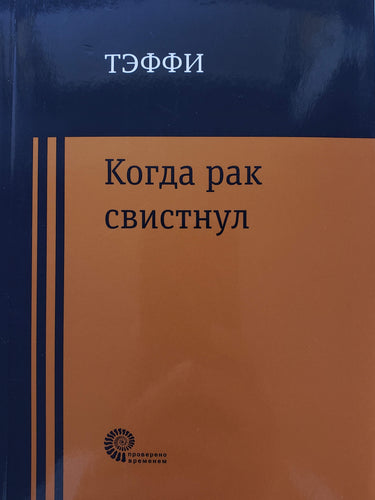 ТЭФФИ
Когда рак
свистнул
проверено
временем